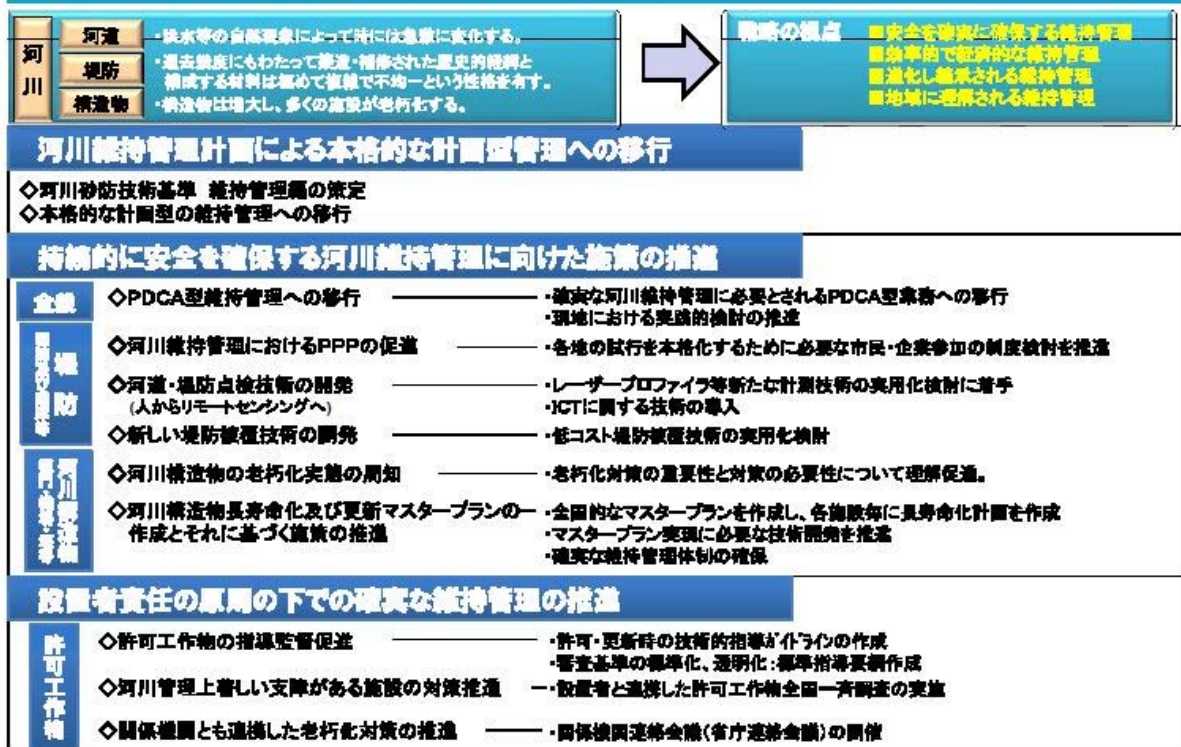 河川
河道
堤防
構造物
・洪水等の自然現象によって時には急激に変化する。
・過去幾度にもわたって築造・補修された歴史的経緯と
構成する材料は極めて複雑で不均一という性格を有す。
・構造物は増大し、多くの施設が老朽化する。
戦略の視点
■安全を確実に確保する維持管理
■効率的で経済的な維持管理
■進化し継承される維持管理
■地域に理解される維持管理
河川維持管理計画による本格的な計画型管理への移行
◇河川砂防技術基準 維持管理編の策定
◇本格的な計画型の維持管理への移行
持続的に安全を確保する河川維持管理に向けた施策の推進
全般
◇PDCA型維持管理への移行
・確実な河川維持管理に必要とされるPDCA型業務への移行
・現地における実践的検討の推進
堤防
◇河川維持管理におけるPPPの促進
・各地の試行を本格化するために必要な市民・企業参加の制度検討を推進
◇河道・堤防点検技術の開発
(人からリモートセンシングへ)
・レーザープロファイラ等新たな計測技術の実用化検討に着手
・ICTに関する技術の導入
◇新しい堤防被覆技術の開発
・低コスト堤防被覆技術の実用化検討
河川構造物
◇河川構造物の老朽化実態の周知
・老朽化対策の重要性と対策の必要性について理解促進。
◇河川構造物長寿命化及び更新マスタープランの
作成とそれに基づく施策の推進
・全国的なマスタープランを作成し、各施設毎に長寿命化計画を作成
・マスタープラン実現に必要な技術開発を推進
・確実な維持管理体制の確保
設置者責任の原則の下での確実な維持管理の推進
許可工作物
◇許可工作物の指導監督促進
・許可・更新時の技術的指導ガイドラインの作成
・審査基準の標準化、透明化：標準指導要綱作成
◇河川管理上著しい支障がある施設の対策推進
・設置者と連携した許可工作物全国一斉調査の実施
◇関係機関とも連携した老朽化対策の推進
・関係機関連絡会議(省庁連絡会議)の開催